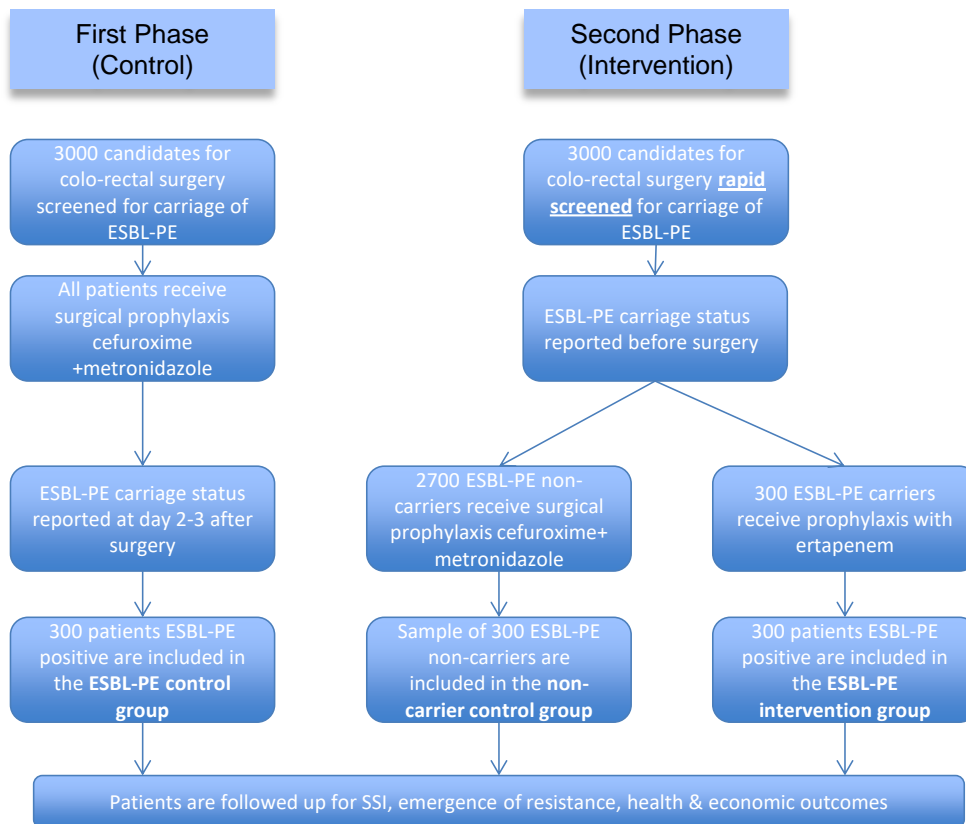 First Phase
(Control)
Second Phase
(Intervention)
3000 candidates for
colo-rectal surgery
screened for carriage of
ESBL-PE
3000 candidates for
colo-rectal surgery rapid
screened for carriage of
ESBL-PE
All patients receive
surgical prophylaxis
cefuroxime
+metronidazole
ESBL-PE carriage status
reported before surgery
ESBL-PE carriage status
reported at day 2-3 after
surgery
2700 ESBL-PE non-
carriers receive surgical
prophylaxis cefuroxime+
metronidazole
300 ESBL-PE carriers
receive prophylaxis with
ertapenem
300 patients ESBL-PE
positive are included in
the ESBL-PE control
group
Sample of 300 ESBL-PE
non-carriers are
included in the non-
carrier control group
300 patients ESBL-PE
positive are included in
the ESBL-PE
intervention group
Patients are followed up for SSI, emergence of resistance, health & economic outcomes